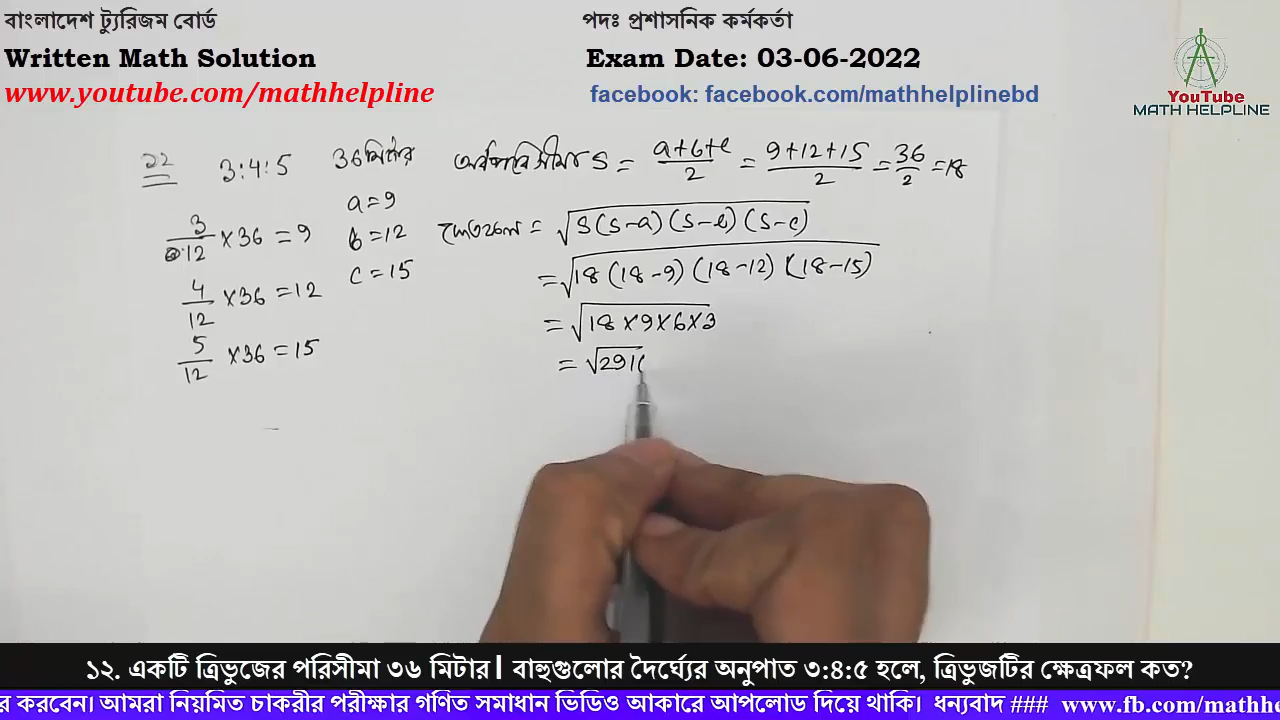 বাংলাদেশ ট্যুরিজম বোর্ড
পদঃ প্রশাসনিক কর্মকর্তা
Written Math Solution
Exam Date: 03-06-2022
www.youtube.com/mathhelpline
facebook: facebook.com/mathhelplinebd
YouTube
MATH HELPLINE
১২ 3:4:5 36 মিটার
অর্ধপরিসীমা S = a+b+c/2 = 9+12+15/2 = 36/2 = 18
3/12 × 36 = 9
4/12 × 36 = 12
5/12 × 36 = 15
a = 9
b = 12
c = 15
ক্ষেত্রফল = √S(S-a)(S-b)(S-c)
= √18(18-9)(18-12)(18-15)
= √18×9×6×3
= √291
১২. একটি ত্রিভুজের পরিসীমা ৩৬ মিটার। বাহুগুলোর দৈর্ঘ্যের অনুপাত ৩:৪:৫ হলে, ত্রিভুজটির ক্ষেত্রফল কত?
র করবেন। আমরা নিয়মিত চাকরীর পরীক্ষার গণিত সমাধান ভিডিও আকারে আপলোড দিয়ে থাকি। ধন্যবাদ ### www.fb.com/mathhe